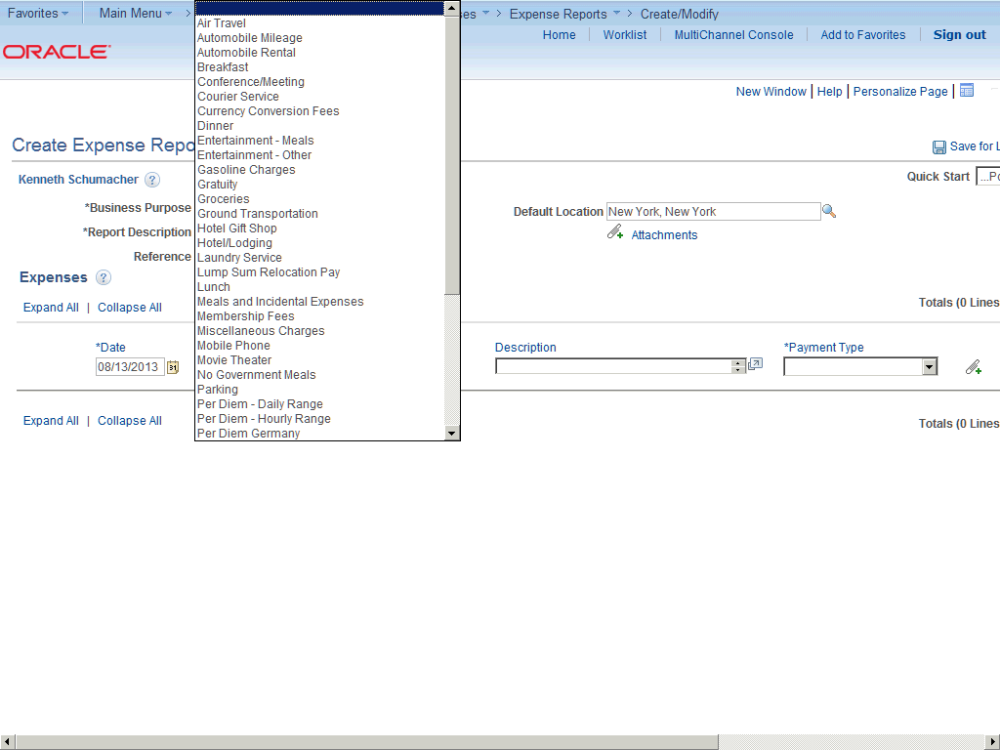 Favorites Main Menu > ses > Expense Reports > Create/Modify
Home Worklist MultiChannel Console Add to Favorites Sign out
ORACLE
New Window | Help | Personalize Page |
Create Expense Repo
Save for L
Kenneth Schumacher ?
Quick Start ...Po
*Business Purpose
Default Location New York, New York
*Report Description
Attachments
Reference
Expenses ?
Expand All | Collapse All
Totals (0 Lines
*Date
Description
*Payment Type
08/13/2013 31
Expand All | Collapse All
Totals (0 Lines
Air Travel
Automobile Mileage
Automobile Rental
Breakfast
Conference/Meeting
Courier Service
Currency Conversion Fees
Dinner
Entertainment - Meals
Entertainment - Other
Gasoline Charges
Gratuity
Groceries
Ground Transportation
Hotel Gift Shop
Hotel/Lodging
Laundry Service
Lump Sum Relocation Pay
Lunch
Meals and Incidental Expenses
Membership Fees
Miscellaneous Charges
Mobile Phone
Movie Theater
No Government Meals
Parking
Per Diem - Daily Range
Per Diem - Hourly Range
Per Diem Germany